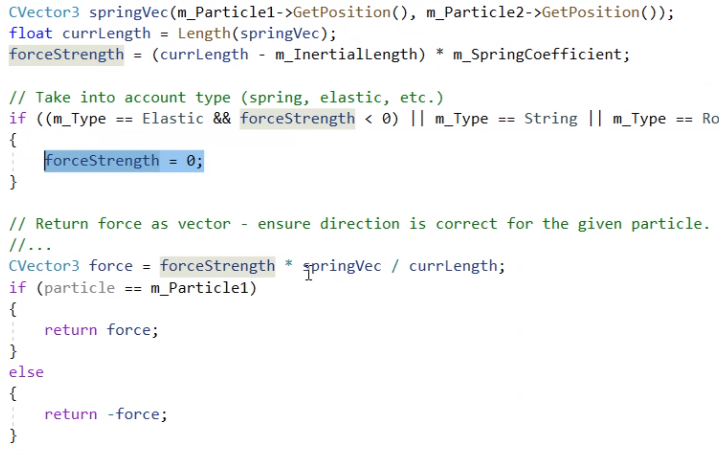 CVector3 springVec(m_Particle1->GetPosition(), m_Particle2->GetPosition());
float currLength = Length(springVec);
forceStrength = (currLength - m_InertialLength) * m_SpringCoefficient;
// Take into account type (spring, elastic, etc.)
if ((m_Type == Elastic && forceStrength < 0) || m_Type == String || m_Type == Ro
{
forceStrength = 0;
}
// Return force as vector - ensure direction is correct for the given particle.
//...
CVector3 force = forceStrength * springVec / currLength;
if (particle == m_Particle1)
{
return force;
}
else
{
return -force;
}